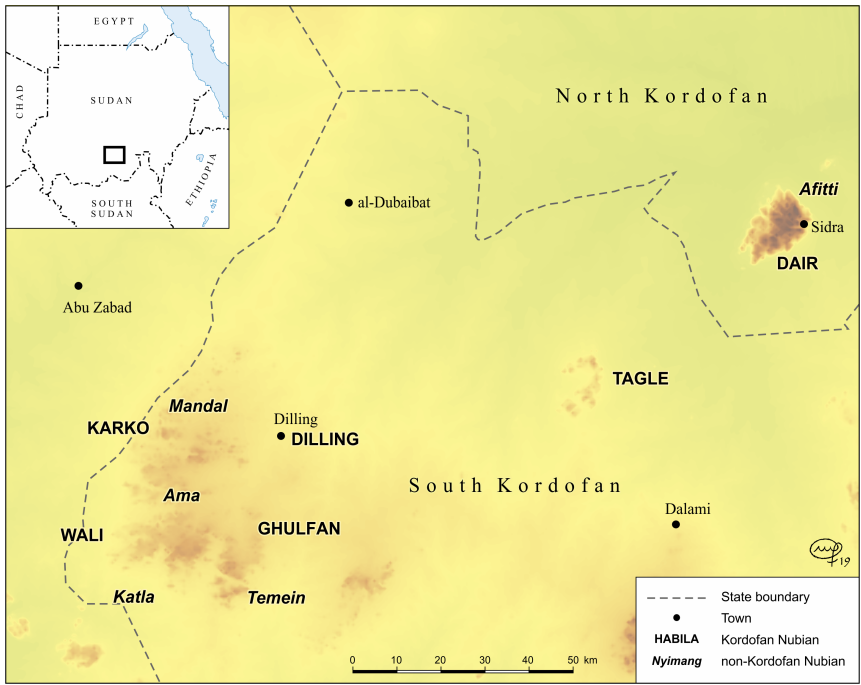 EGYPT
CHAD
SUDAN
ETHIOPIA
SOUTH
SUDAN
North Kordofan
al-Dubaibat
Afitti
Sidra
DAIR
Abu Zabad
TAGLE
Mandal
KARKO
Dilling
DILLING
South Kordofan
Ama
Dalami
GHULFAN
WALI
Katla
Temein
19
State boundary
Town
HABILA Kordofan Nubian
Nyimang non-Kordofan Nubian
0 10 20 30 40 50 km